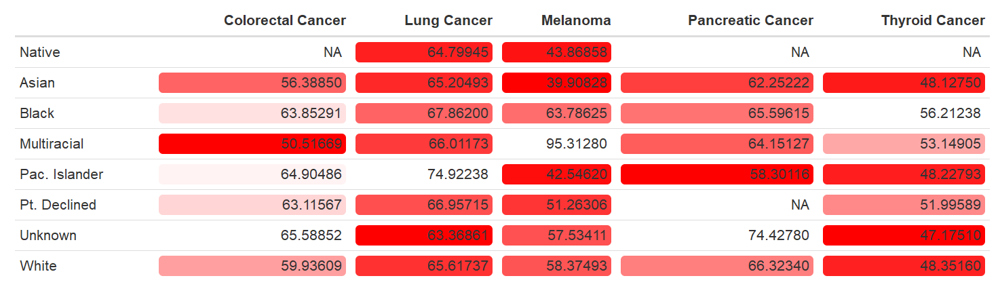 Colorectal Cancer Lung Cancer Melanoma Pancreatic Cancer Thyroid Cancer
Native NA 64.79945 43.86858 NA NA
Asian 56.38850 65.20493 39.90828 62.25222 48.12750
Black 63.85291 67.86200 63.78625 65.59615 56.21238
Multiracial 50.51669 66.01173 95.31280 64.15127 53.14905
Pac. Islander 64.90486 74.92238 42.54620 58.30116 48.22793
Pt. Declined 63.11567 66.95715 51.26306 NA 51.99589
Unknown 65.58852 63.36861 57.53411 74.42780 47.17510
White 59.93609 65.61737 58.37493 66.32340 48.35160